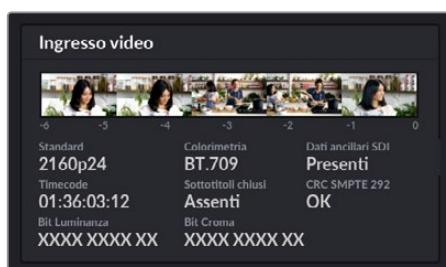 Ingresso video
-6 -5 -4 -3 -2 -1 0
Standard Colorimetria Dati ancillari SDI
2160p24 BT.709 Presenti
Timecode Sottotitoli chiusi CRC SMPTE 292
01:36:03:12 Assenti OK
Bit Luminanza Bit Croma
XXXX XXXX XX XXXX XXXX XX